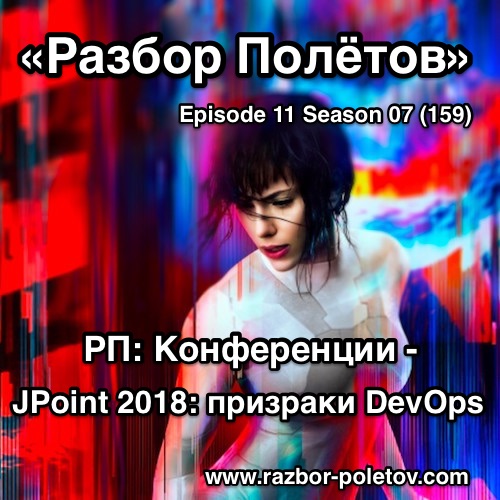 «Разбор Полётов»
Episode 11 Season 07 (159)
РП: Конференции -
JPoint 2018: призраки DevOps
www.razbor-poletov.com